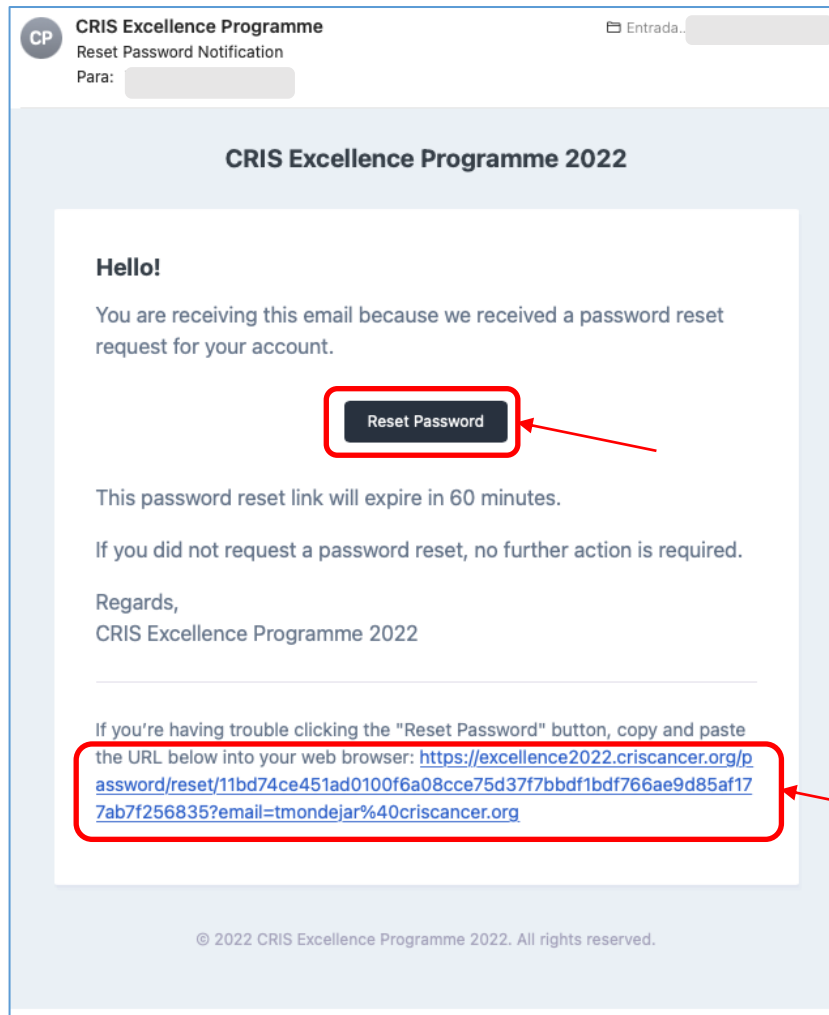 CP
CRIS Excellence Programme
Entrada..
Reset Password Notification
Para:
CRIS Excellence Programme 2022
Hello!
You are receiving this email because we received a password reset
request for your account.
Reset Password
This password reset link will expire in 60 minutes.
If you did not request a password reset, no further action is required.
Regards,
CRIS Excellence Programme 2022
If you’re having trouble clicking the "Reset Password" button, copy and paste
the URL below into your web browser: https://excellence2022.criscancer.org/p
assword/reset/11bd74ce451ad0100f6a08cce75d37f7bbdf1bdf766ae9d85af17
7ab7f256835?email=tmondejar%40criscancer.org
© 2022 CRIS Excellence Programme 2022. All rights reserved.